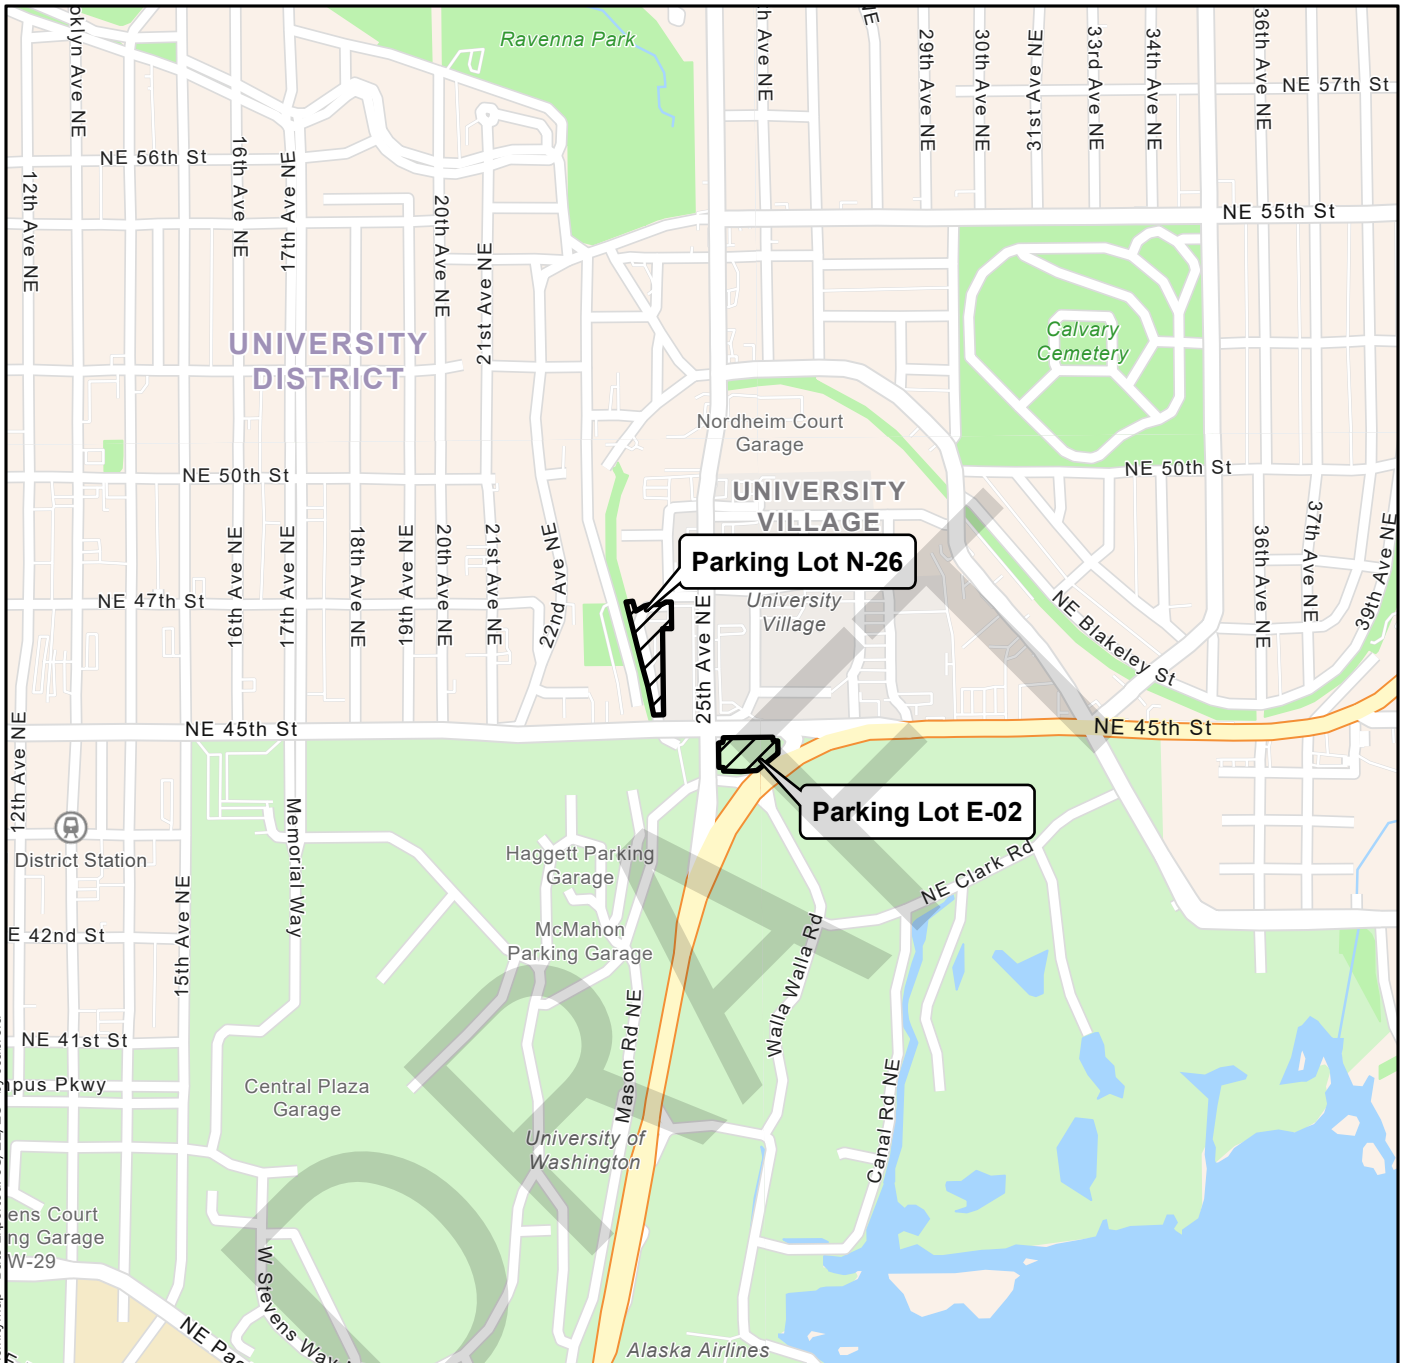 Ravenna Park
29th Ave NE
30th Ave NE
31st Ave NE
33rd Ave NE
34th Ave NE
36th Ave NE
NE 57th St
NE 56th St
12th Ave NE
16th Ave NE
17th Ave NE
20th Ave NE
21st Ave NE
NE 55th St
UNIVERSITY
DISTRICT
Calvary
Cemetery
Nordheim Court
Garage
NE 50th St
NE 50th St
UNIVERSITY
VILLAGE
16th Ave NE
17th Ave NE
18th Ave NE
19th Ave NE
20th Ave NE
21st Ave NE
22nd Ave NE
36th Ave NE
37th Ave NE
39th Ave NE
Parking Lot N-26
NE 47th St
University
Village
25th Ave NE
NE Blakeley St
NE 45th St
NE 45th St
12th Ave NE
Parking Lot E-02
District Station
Memorial Way
Haggett Parking
Garage
NE Clark Rd
15th Ave NE
McMahon
Parking Garage
Walla Walla Rd
E 42nd St
NE 41st St
Mason Rd NE
Canal Rd NE
Central Plaza
Garage
University of
Washington
W-29
W Stevens Way
Alaska Airlines
DRAFT